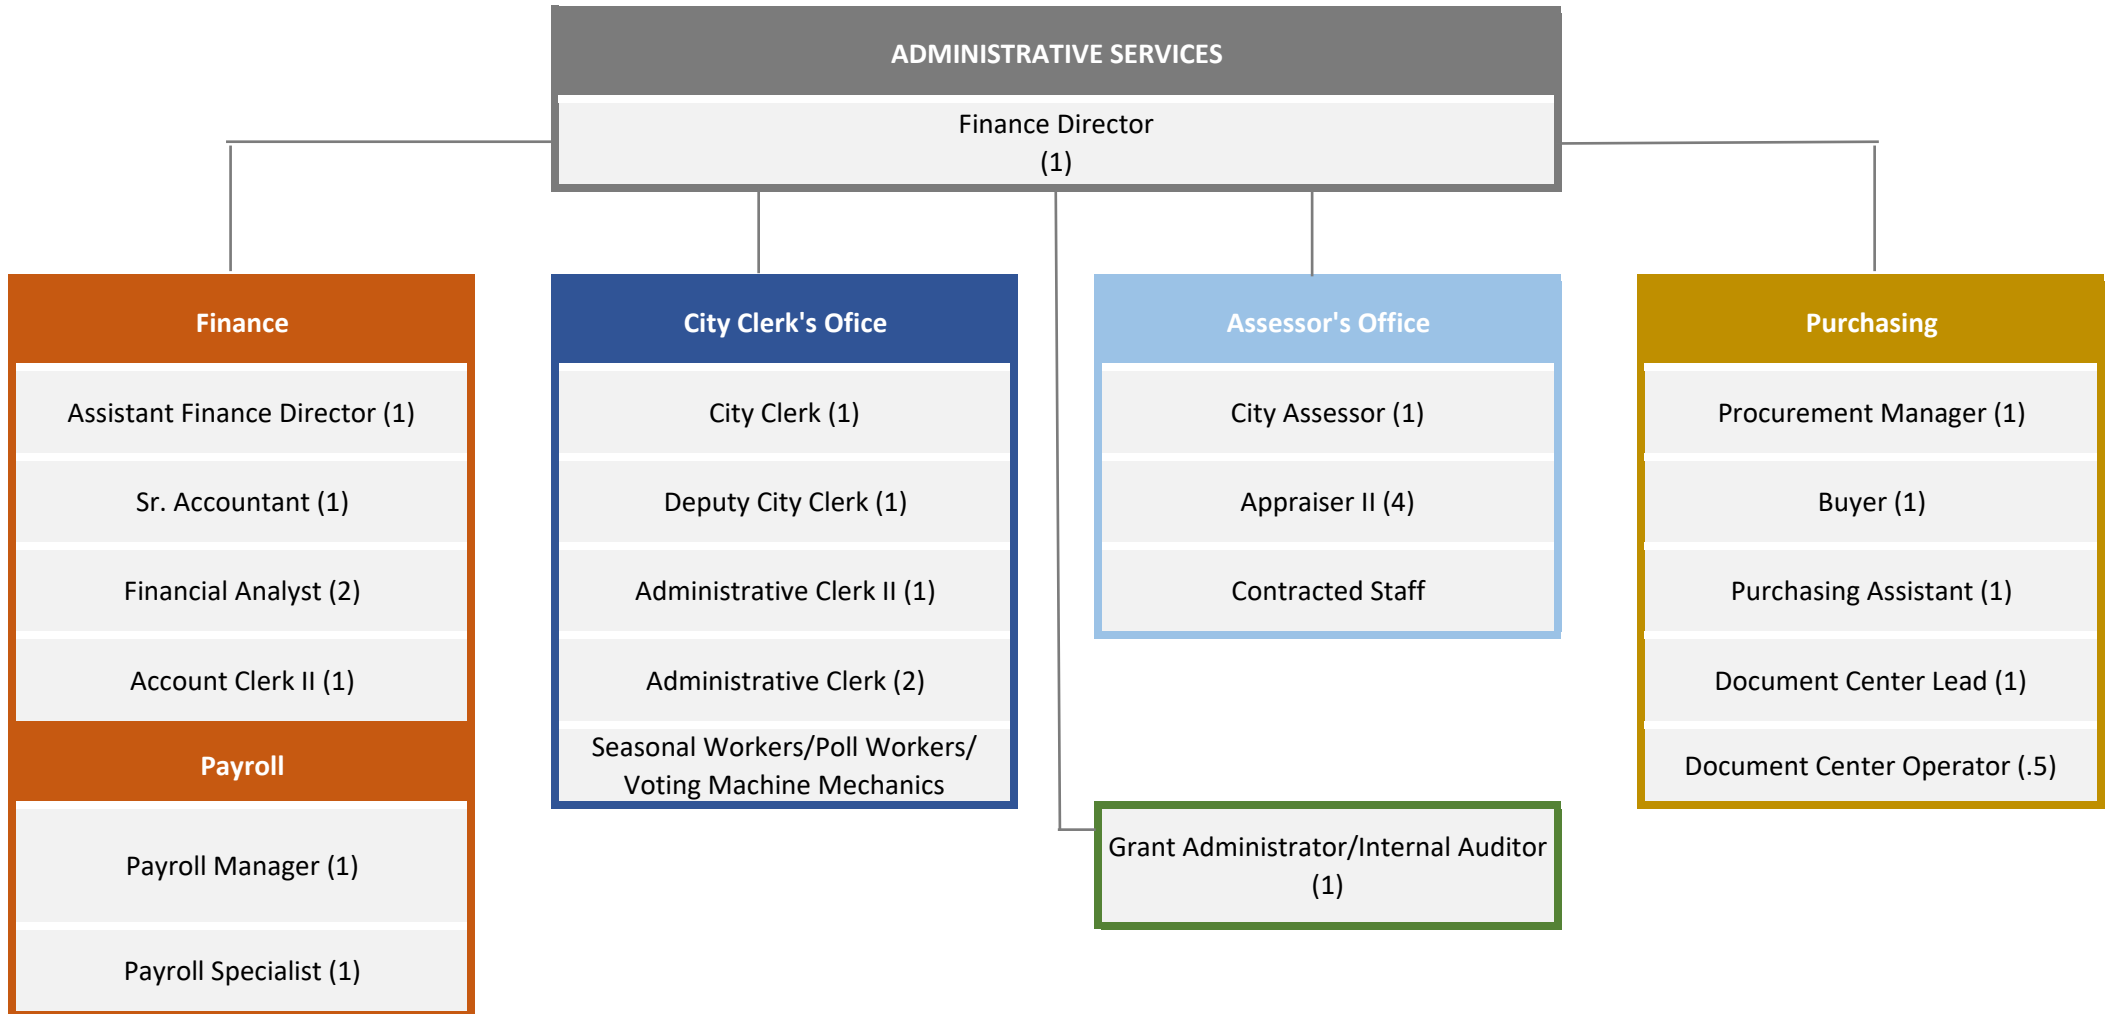 ADMINISTRATIVE SERVICES
Finance Director
(1)
Finance
Assistant Finance Director (1)
Sr. Accountant (1)
Financial Analyst (2)
Account Clerk II (1)
Payroll
Payroll Manager (1)
Payroll Specialist (1)
City Clerk's Ofice
City Clerk (1)
Deputy City Clerk (1)
Administrative Clerk II (1)
Administrative Clerk (2)
Seasonal Workers/Poll Workers/
Voting Machine Mechanics
Assessor's Office
City Assessor (1)
Appraiser II (4)
Contracted Staff
Grant Administrator/Internal Auditor
(1)
Purchasing
Procurement Manager (1)
Buyer (1)
Purchasing Assistant (1)
Document Center Lead (1)
Document Center Operator (.5)